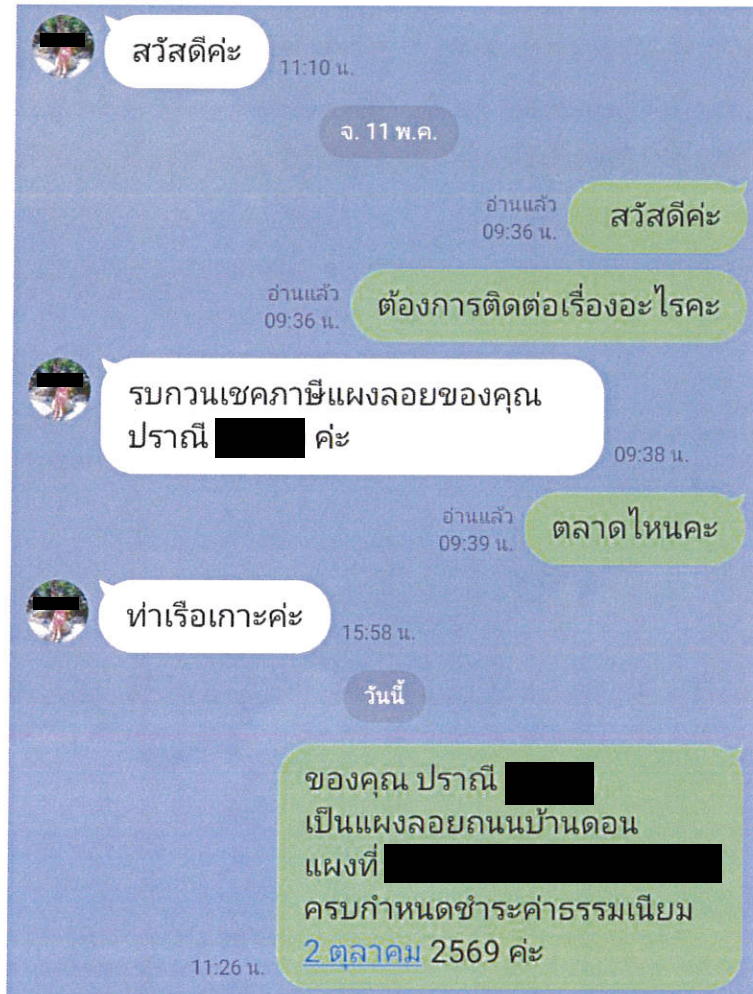 สวัสดีค่ะ
11:10 น.
จ. 11 พ.ค.
อ่านแล้ว
09:36 น.
สวัสดีค่ะ
อ่านแล้ว
09:36 น.
ต้องการติดต่อเรื่องอะไรคะ
รบกวนเชคภาษีแผงลอยของคุณ
ปราณี ค่ะ
09:38 น.
อ่านแล้ว
09:39 น.
ตลาดไหนคะ
ท่าเรือเกาะค่ะ
15:58 น.
วันนี้
ของคุณ ปราณี
เป็นแผงลอยถนนบ้านดอน
แผงที่
ครบกำหนดชำระค่าธรรมเนียม
2 ตุลาคม 2569 ค่ะ
11:26 น.